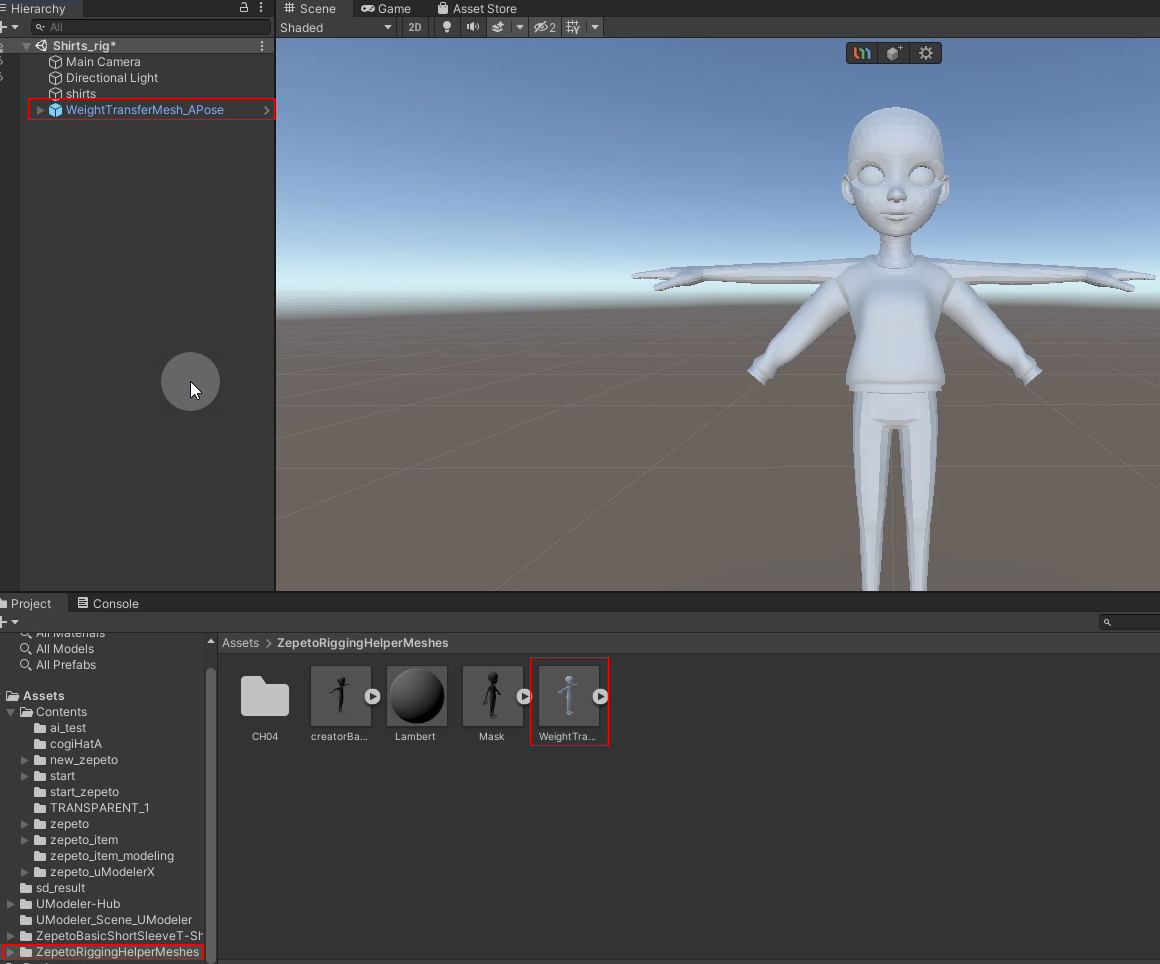 Hierarchy
Scene
Game
Asset Store
All
Shaded
2D
2
Shirts_rig*
Main Camera
Directional Light
shirts
WeightTransferMesh_APose
Project
Console
All Materials
All Models
All Prefabs
Assets > ZepetoRiggingHelperMeshes
Assets
Contents
ai_test
cogiHatA
new_zepeto
start
start_zepeto
TRANSPARENT_1
zepeto
zepeto_item
zepeto_item_modeling
zepeto_uModelerX
sd_result
UModeler-Hub
UModeler_Scene_UModeler
ZepetoBasicShortSleeveT-Sh
ZepetoRiggingHelperMeshes
CH04
creatorBa...
Lambert
Mask
WeightTra...